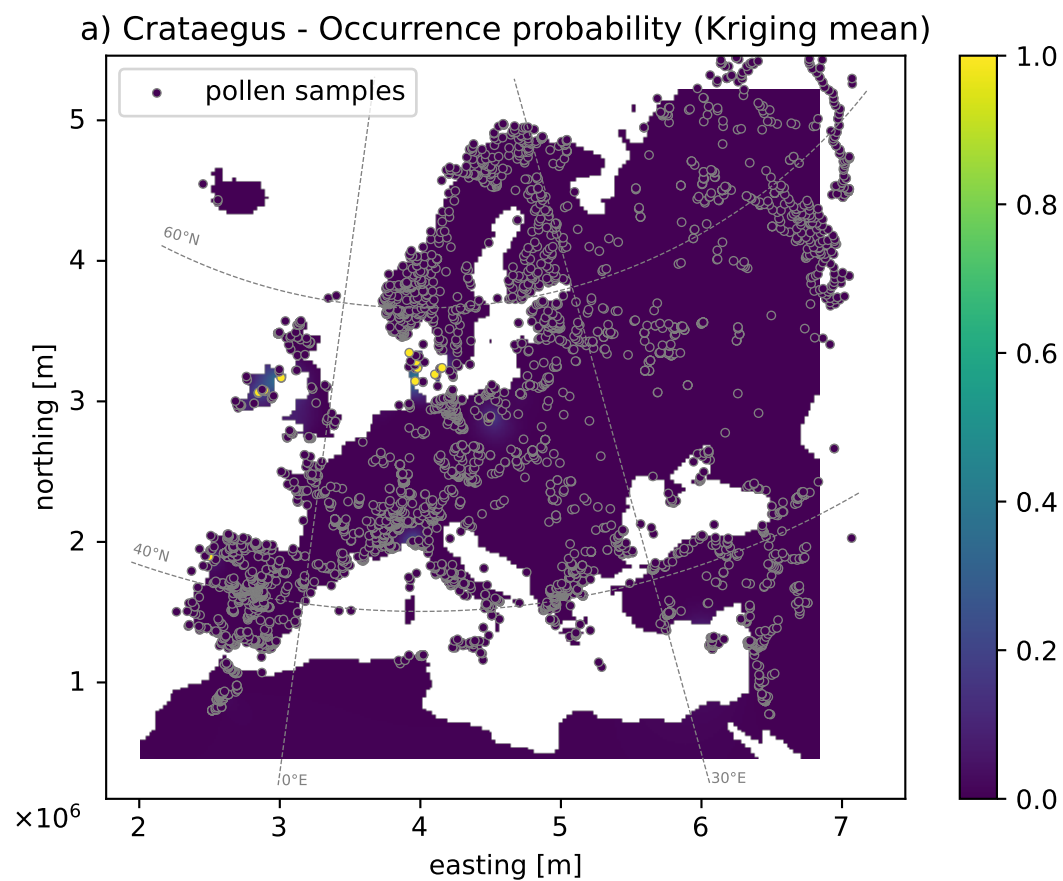 a) Crataegus - Occurrence probability (Kriging mean)
pollen samples
60°N
40°N
0°E
30°E
5
4
3
2
1
northing [m]
×10⁶
2 3 4 5 6 7
easting [m]
1.0
0.8
0.6
0.4
0.2
0.0